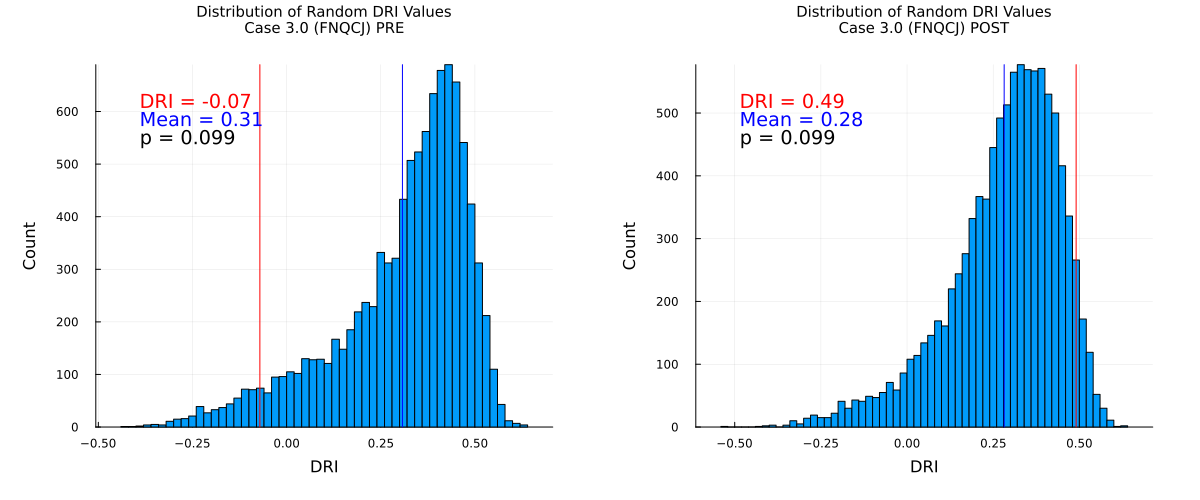 Distribution of Random DRI Values
Case 3.0 (FNQCJ) PRE
DRI = -0.07
Mean = 0.31
p = 0.099
Count
600
500
400
300
200
100
0
−0.50
−0.25
0.00
0.25
0.50
DRI
Distribution of Random DRI Values
Case 3.0 (FNQCJ) POST
DRI = 0.49
Mean = 0.28
p = 0.099
Count
500
400
300
200
100
0
−0.50
−0.25
0.00
0.25
0.50
DRI